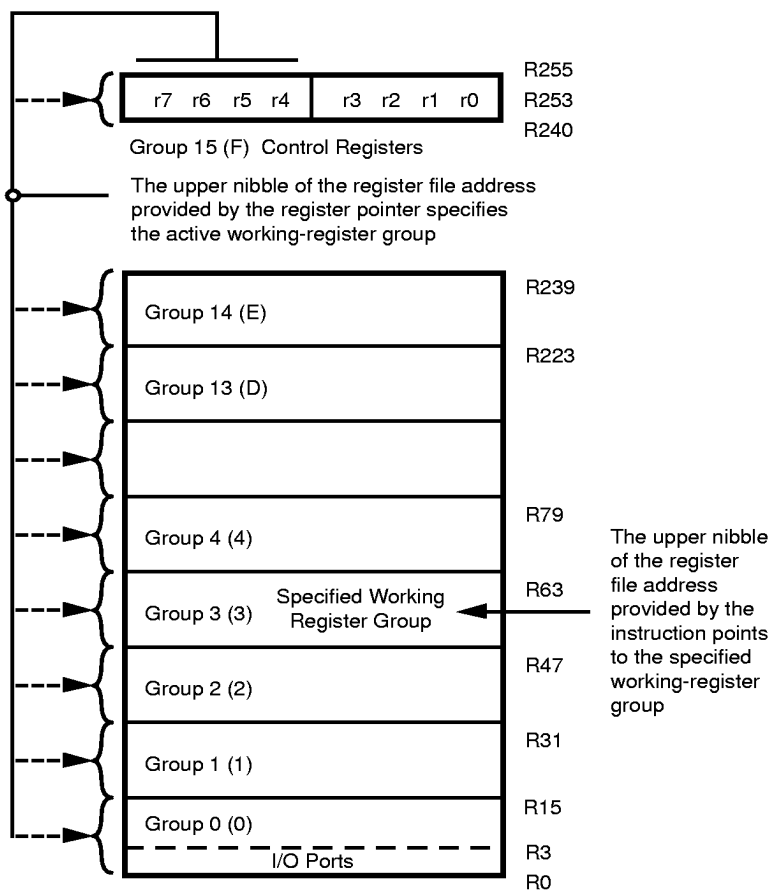 R255
r7 r6 r5 r4 r3 r2 r1 r0
R253
R240
Group 15 (F) Control Registers
The upper nibble of the register file address
provided by the register pointer specifies
the active working-register group
R239
Group 14 (E)
R223
Group 13 (D)
R79
Group 4 (4)
R63
Group 3 (3)
Specified Working
Register Group
The upper nibble
of the register
file address
provided by the
instruction points
to the specified
working-register
group
R47
Group 2 (2)
R31
Group 1 (1)
R15
Group 0 (0)
R3
I/O Ports
R0